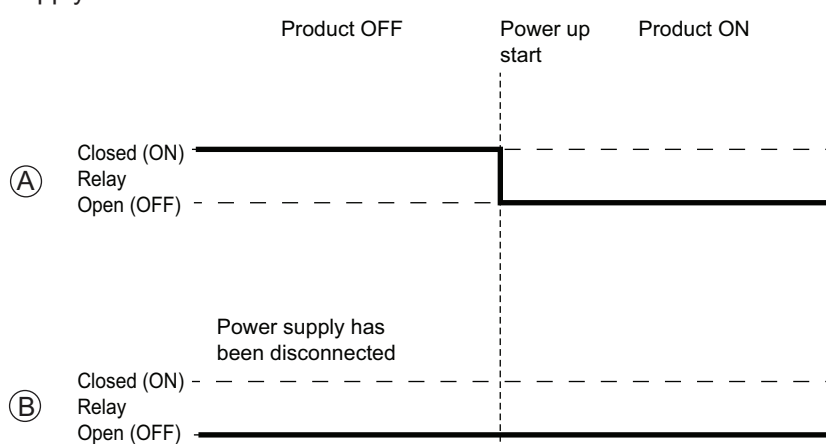 Product OFF
Power up
start
Product ON
A
Closed (ON)
Relay
Open (OFF)
Power supply has
been disconnected
B
Closed (ON)
Relay
Open (OFF)